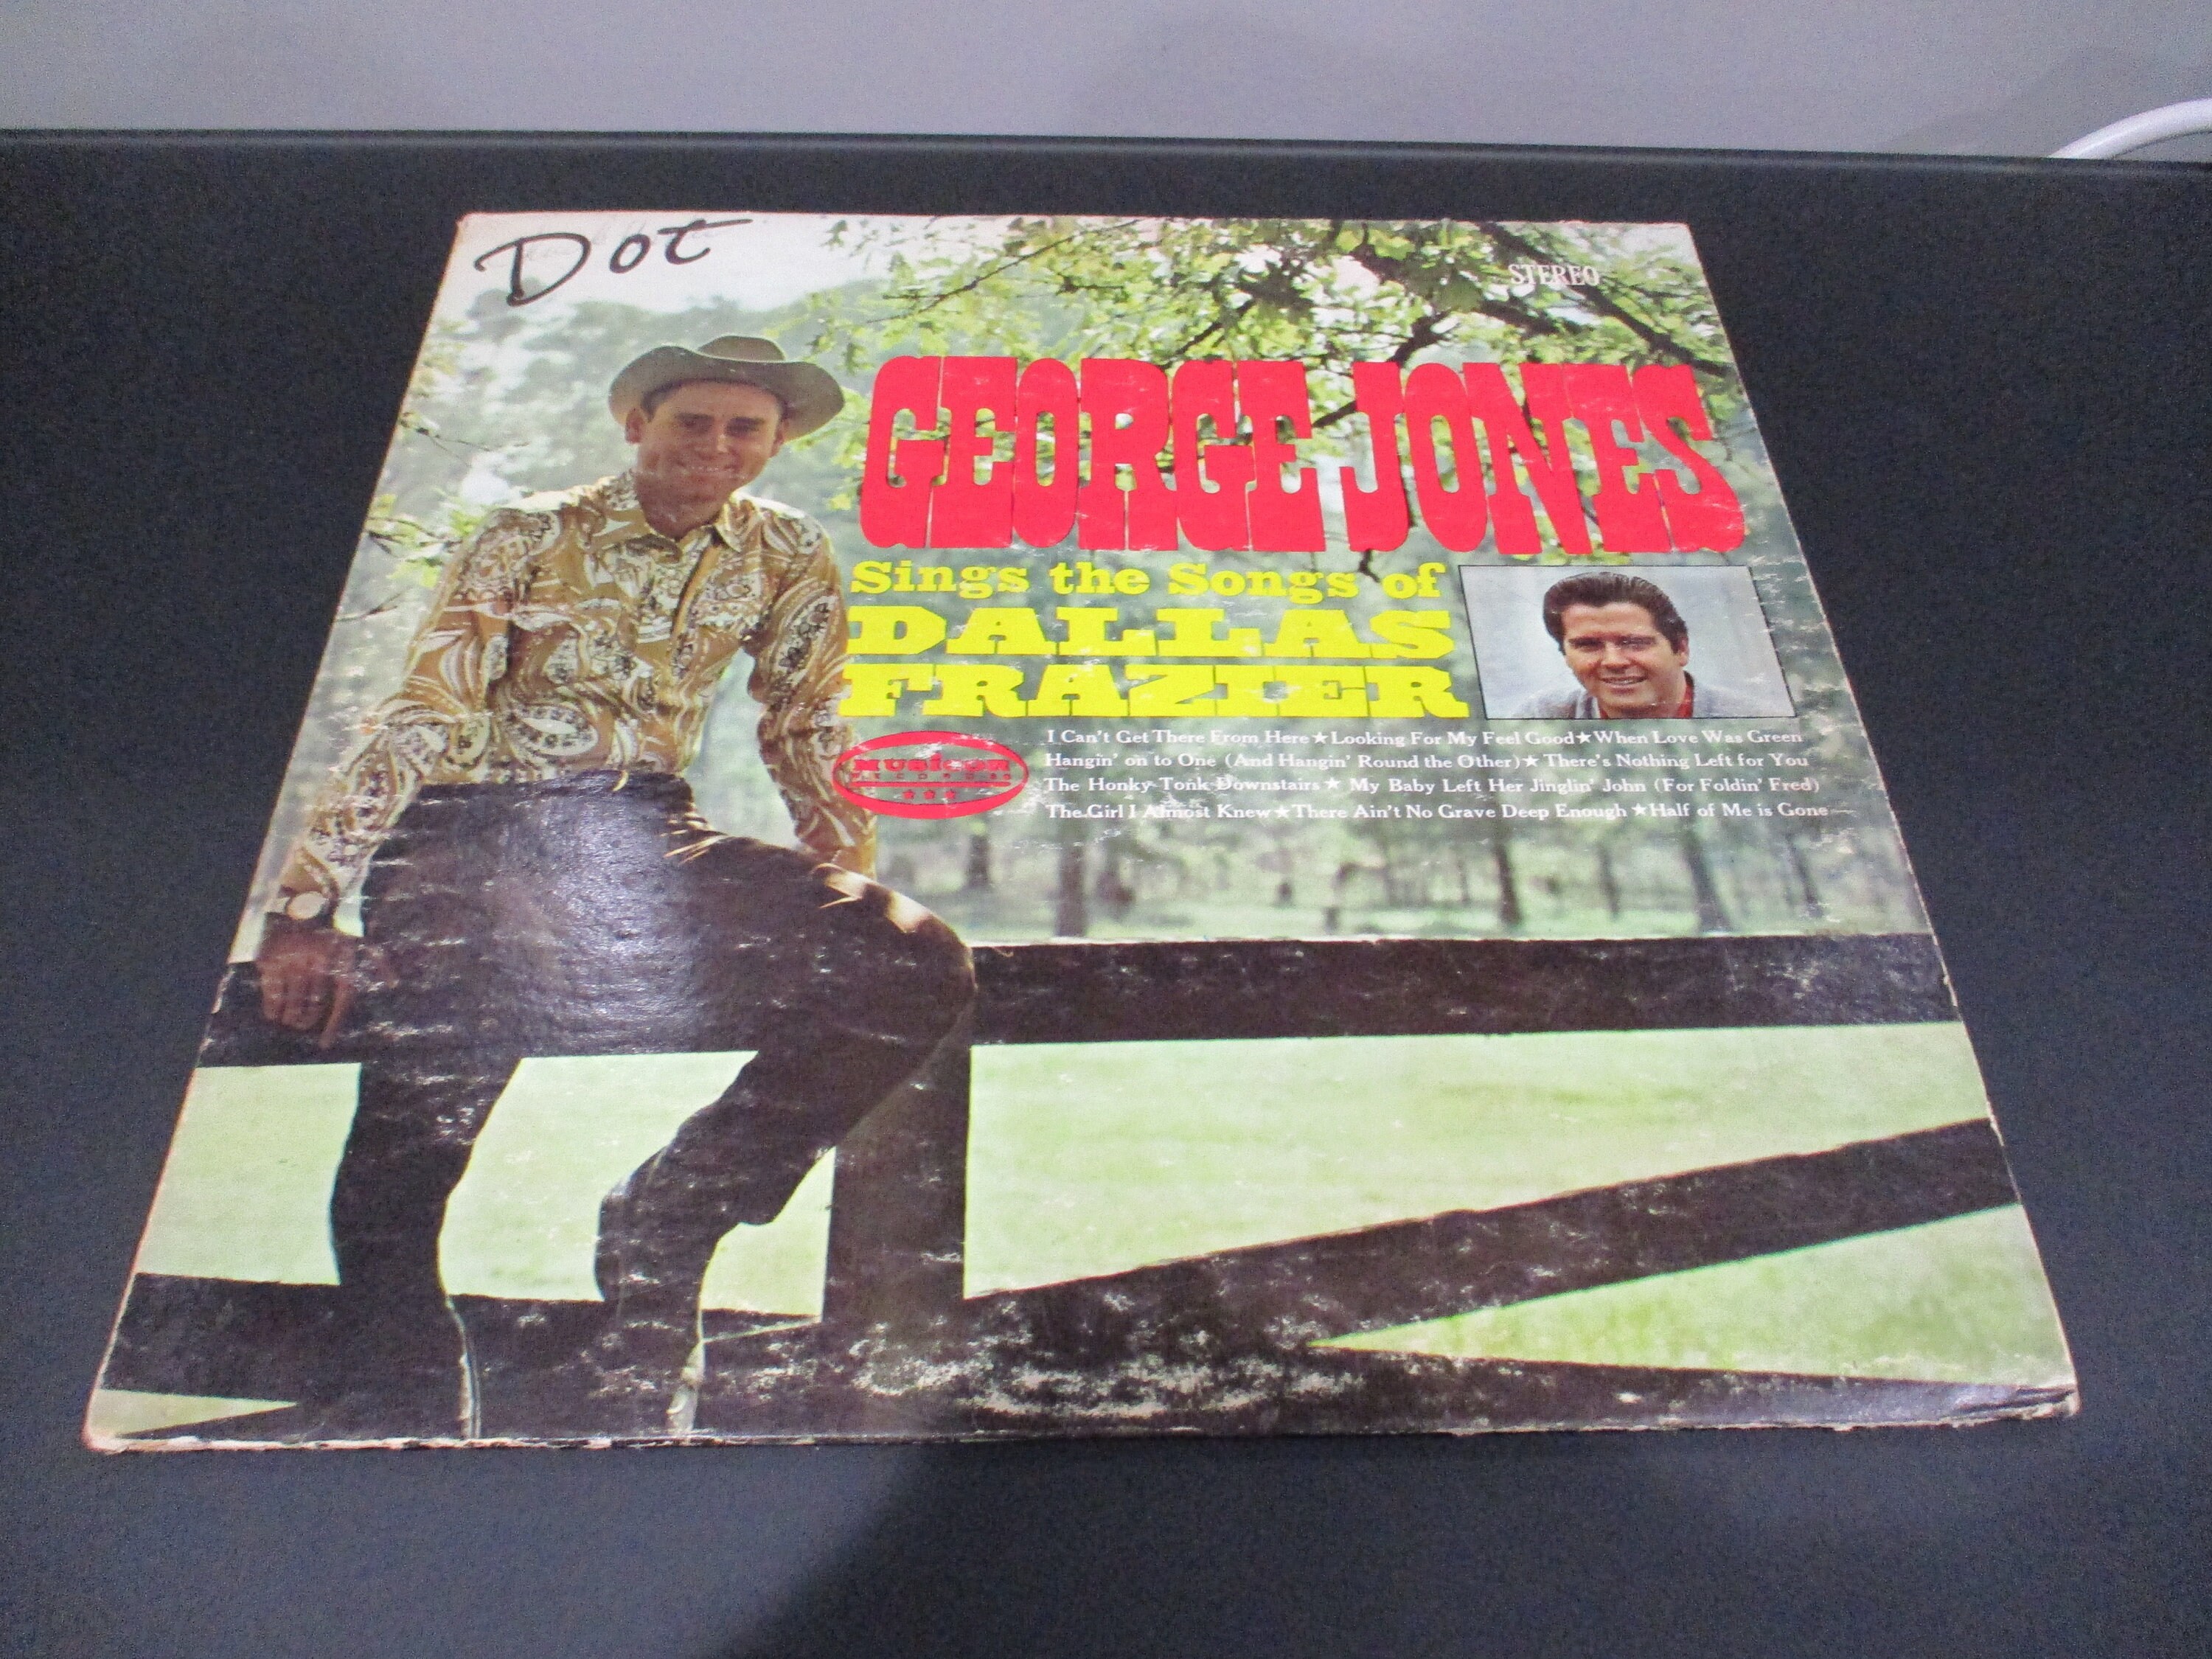 Dot
STEREO
GEORGE JONES
Sings the Songs of
DALLAS
FRAZIER
MUSICOR
RECORDS
I Can't Get There From Here ★ Looking For My Feel Good ★ When Love Was Green
Hangin' on to One (And Hangin' Round the Other) ★ There's Nothing Left for You
The Honky Tonk Downstairs ★ My Baby Left Her Jinglin' John (For Foldin' Fred)
The Girl I Almost Knew ★ There Ain't No Grave Deep Enough ★ Half of Me is Gone